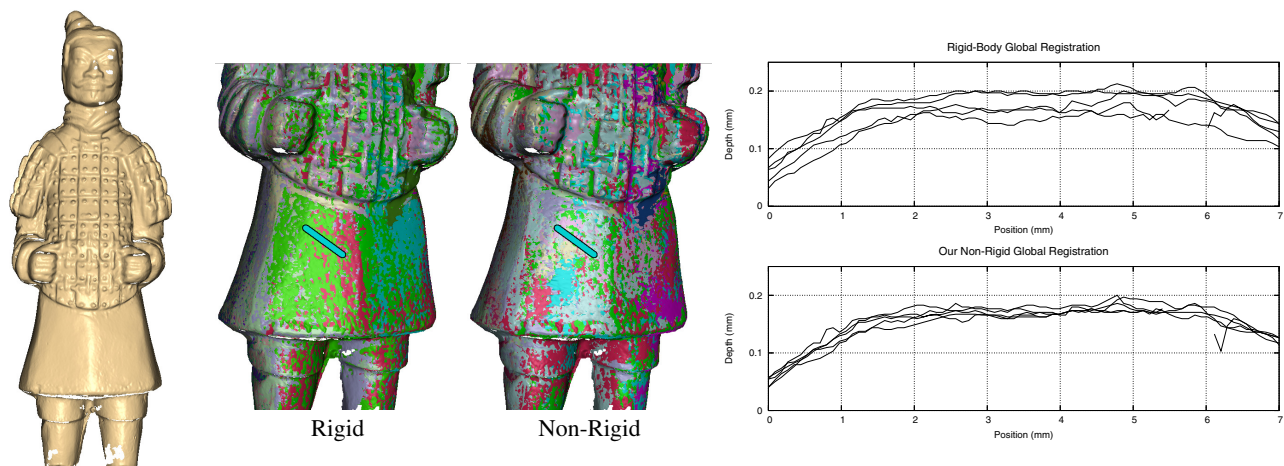 Rigid
Non-Rigid
Rigid-Body Global Registration
Depth (mm)
0.2
0.1
0
0 1 2 3 4 5 6 7
Position (mm)
Our Non-Rigid Global Registration
Depth (mm)
0.2
0.1
0
0 1 2 3 4 5 6 7
Position (mm)